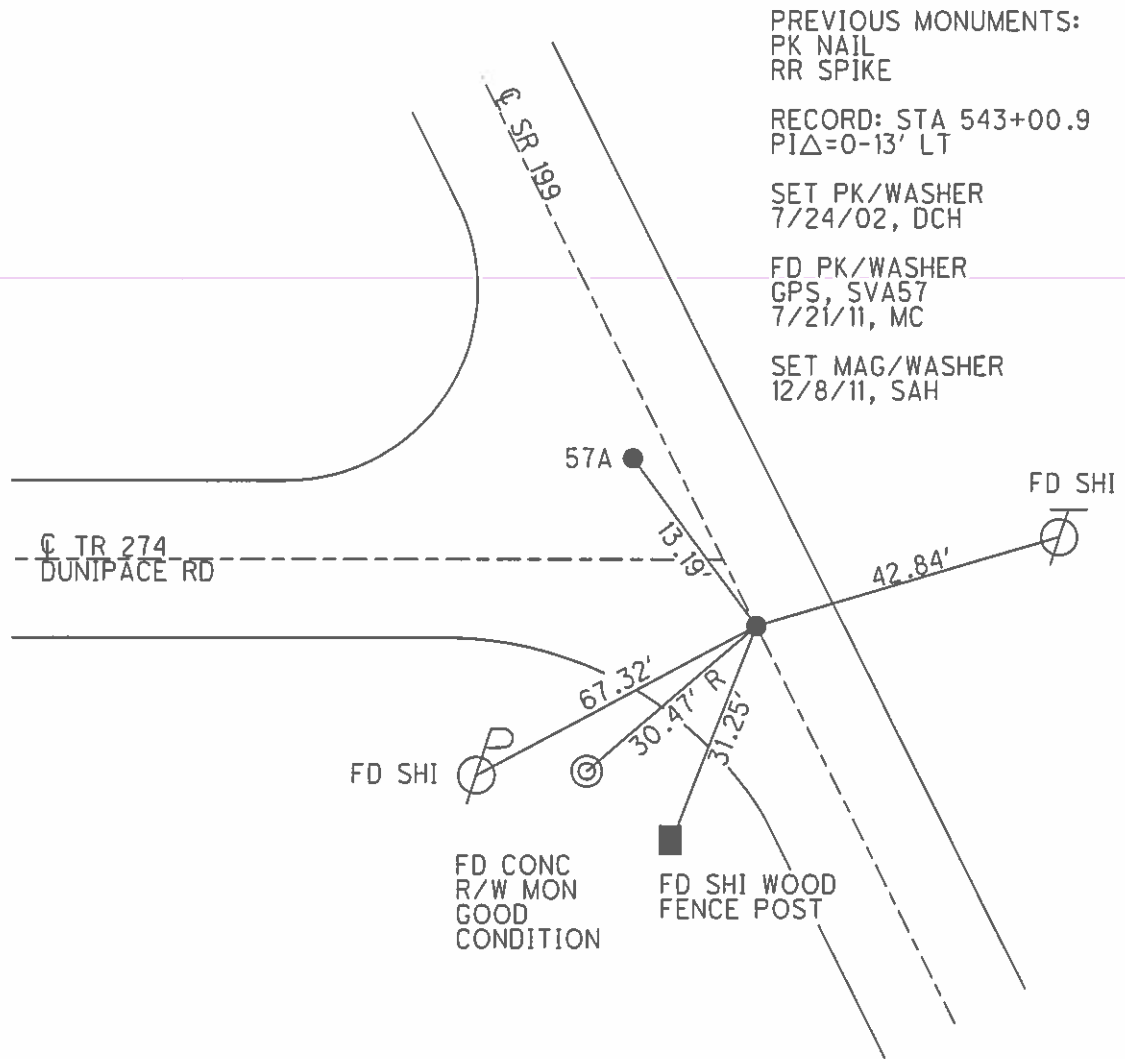 PREVIOUS MONUMENTS:
PK NAIL
RR SPIKE
RECORD: STA 543+00.9
PI△=0-13' LT
SET PK/WASHER
7/24/02, DCH
FD PK/WASHER
GPS, SVA57
7/21/11, MC
SET MAG/WASHER
12/8/11, SAH
℄ SR 199
57A
13.19'
FD SHI
42.84'
℄ TR 274
DUNIPACE RD
67.32'
30.47' R
31.25'
FD SHI
FD CONC
R/W MON
GOOD
CONDITION
FD SHI WOOD
FENCE POST